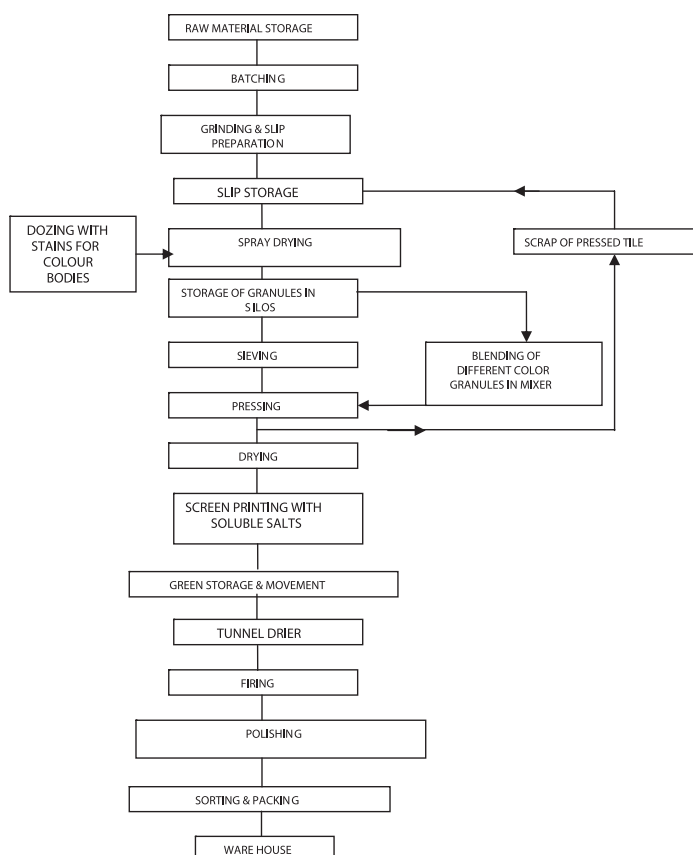 RAW MATERIAL STORAGE
BATCHING
GRINDING & SLIP
PREPARATION
SLIP STORAGE
DOZING WITH
STAINS FOR
COLOUR
BODIES
SPRAY DRYING
SCRAP OF PRESSED TILE
STORAGE OF GRANULES IN
SILOS
SIEVING
BLENDING OF
DIFFERENT COLOR
GRANULES IN MIXER
PRESSING
DRYING
SCREEN PRINTING WITH
SOLUBLE SALTS
GREEN STORAGE & MOVEMENT
TUNNEL DRIER
FIRING
POLISHING
SORTING & PACKING
WARE HOUSE